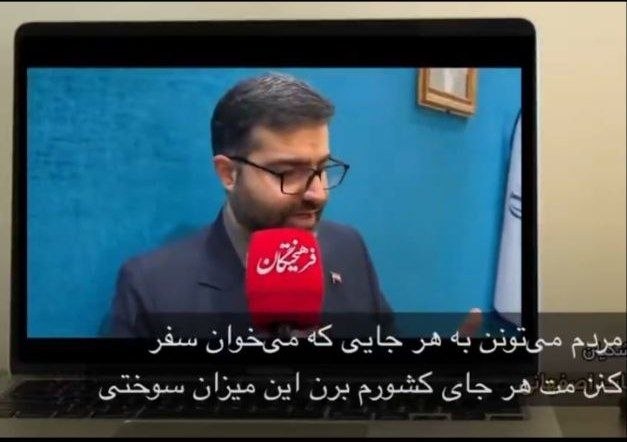 فرهیختگان
مردم می‌تونن به هر جایی که می‌خوان سفر
کنن مت هر جای کشورم برن این میزان سوختی